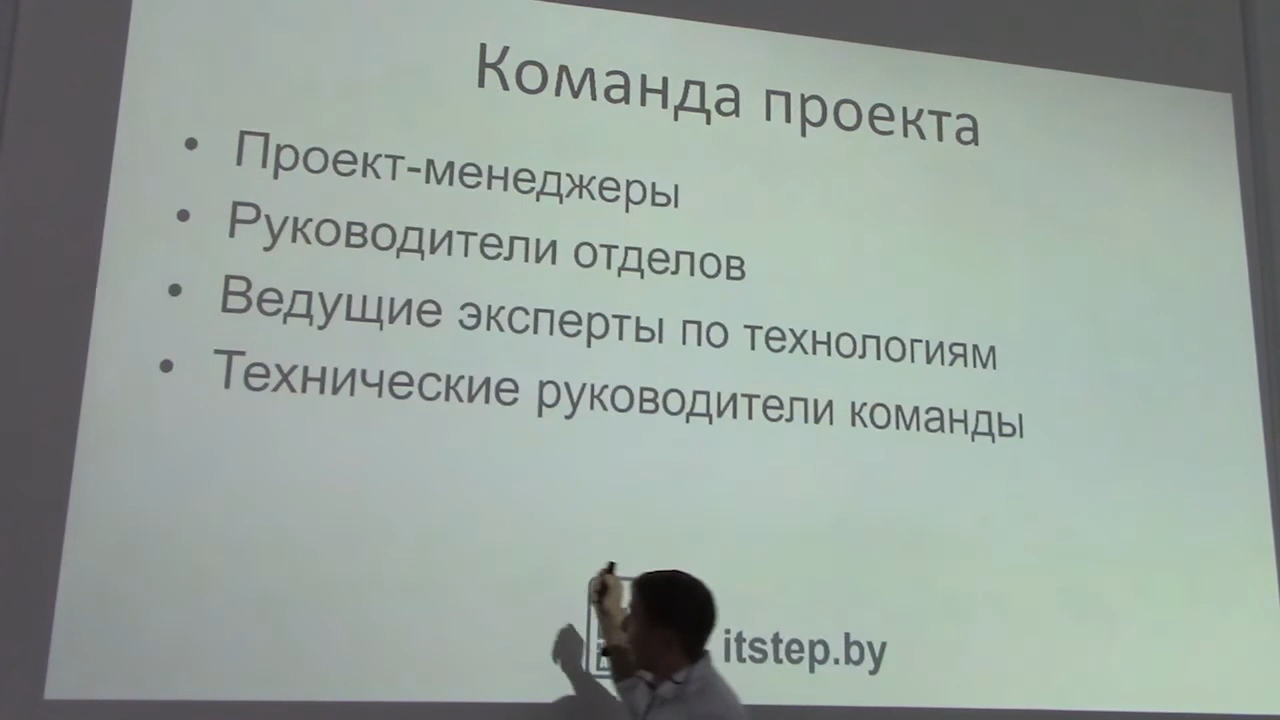 Команда проекта
• Проект-менеджеры
• Руководители отделов
• Ведущие эксперты по технологиям
• Технические руководители команды
itstep.by